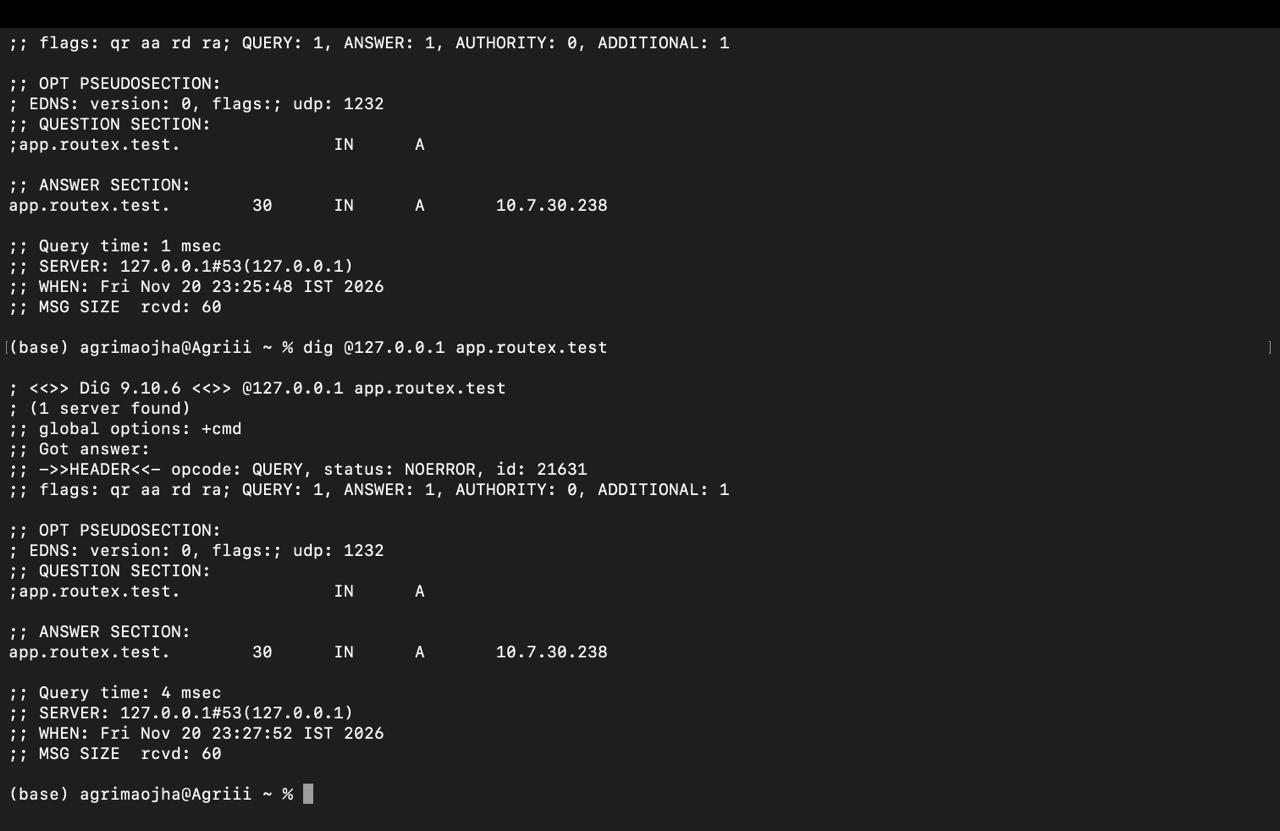 ;; flags: qr aa rd ra; QUERY: 1, ANSWER: 1, AUTHORITY: 0, ADDITIONAL: 1
;; OPT PSEUDOSECTION:
; EDNS: version: 0, flags:; udp: 1232
;; QUESTION SECTION:
;app.routex.test. IN A
;; ANSWER SECTION:
app.routex.test. 30 IN A 10.7.30.238
;; Query time: 1 msec
;; SERVER: 127.0.0.1#53(127.0.0.1)
;; WHEN: Fri Nov 20 23:25:48 IST 2026
;; MSG SIZE  rcvd: 60
[(base) agrimaojha@Agriii ~ % dig @127.0.0.1 app.routex.test ]
; <<>> DiG 9.10.6 <<>> @127.0.0.1 app.routex.test
; (1 server found)
;; global options: +cmd
;; Got answer:
;; ->>HEADER<<- opcode: QUERY, status: NOERROR, id: 21631
;; flags: qr aa rd ra; QUERY: 1, ANSWER: 1, AUTHORITY: 0, ADDITIONAL: 1
;; OPT PSEUDOSECTION:
; EDNS: version: 0, flags:; udp: 1232
;; QUESTION SECTION:
;app.routex.test. IN A
;; ANSWER SECTION:
app.routex.test. 30 IN A 10.7.30.238
;; Query time: 4 msec
;; SERVER: 127.0.0.1#53(127.0.0.1)
;; WHEN: Fri Nov 20 23:27:52 IST 2026
;; MSG SIZE  rcvd: 60
(base) agrimaojha@Agriii ~ %